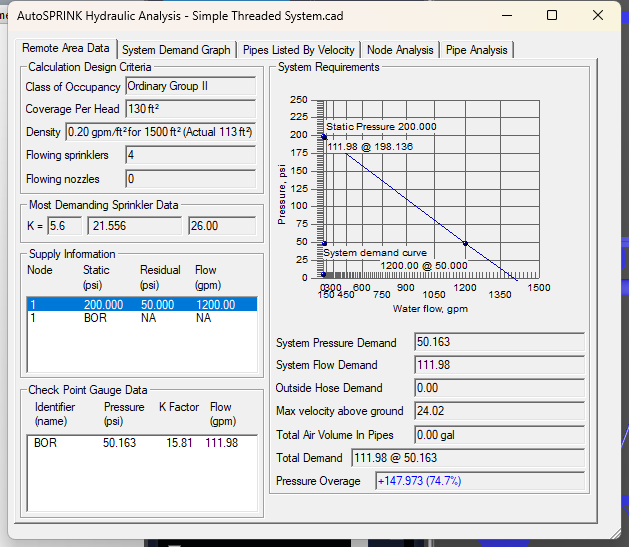 AutoSPRINK Hydraulic Analysis - Simple Threaded System.cad
Remote Area Data
System Demand Graph
Pipes Listed By Velocity
Node Analysis
Pipe Analysis
Calculation Design Criteria
Class of Occupancy Ordinary Group II
Coverage Per Head 130 ft²
Density 0.20 gpm/ft² for 1500 ft² (Actual 113 ft²)
Flowing sprinklers 4
Flowing nozzles 0
Most Demanding Sprinkler Data
K = 5.6 21.556 26.00
Supply Information
Node Static Residual Flow
(psi) (psi) (gpm)
1 200.000 50.000 1200.00
1 BOR NA NA
Check Point Gauge Data
Identifier Pressure K Factor Flow
(name) (psi) (gpm)
BOR 50.163 15.81 111.98
System Requirements
Pressure, psi
250
225
200
175
150
125
100
75
50
25
0
Static Pressure 200.000
111.98 @ 198.136
System demand curve
1200.00 @ 50.000
0 300 600 900 1200 1500
150 450 750 1050 1350
Water flow, gpm
System Pressure Demand 50.163
System Flow Demand 111.98
Outside Hose Demand 0.00
Max velocity above ground 24.02
Total Air Volume In Pipes 0.00 gal
Total Demand 111.98 @ 50.163
Pressure Overage +147.973 (74.7%)